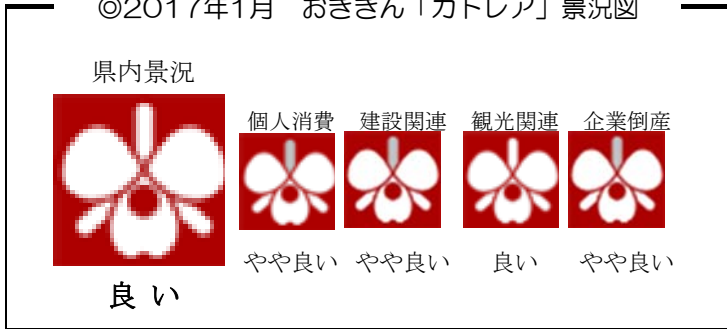 ◎2017年1月 おきぎん「カトレア」景況図
県内景況
個人消費 建設関連 観光関連 企業倒産
やや良い やや良い 良い やや良い
良い